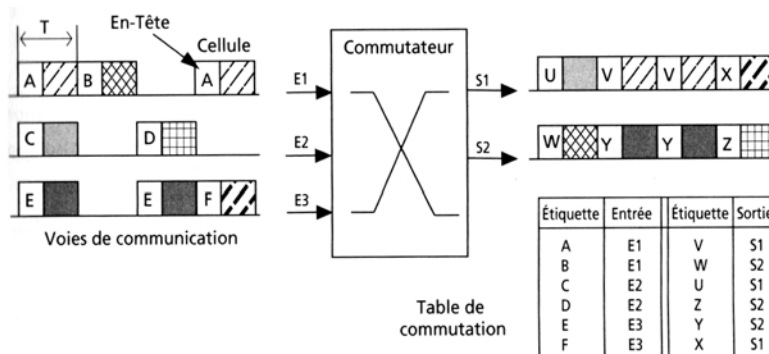 T
En-Tête
Cellule
A B A
C D
E E F
Voies de communication
E1
E2
E3
Commutateur
S1
S2
U V V X
W Y Y Z
Table de
commutation
Étiquette Entrée Étiquette Sortie
A E1 V S1
B E1 W S2
C E2 U S1
D E2 Z S2
E E3 Y S2
F E3 X S1